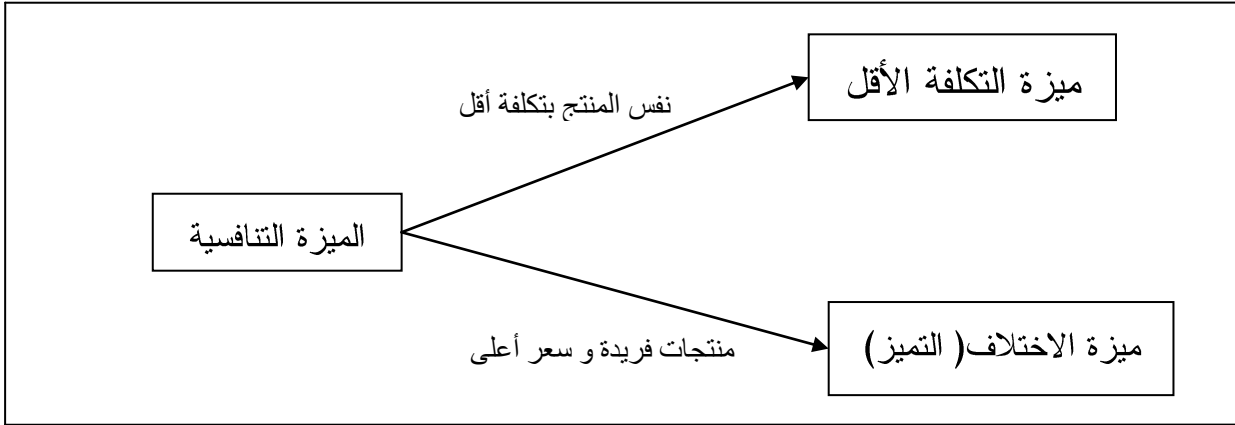 ميزة التكلفة الأقل
نفس المنتج بتكلفة أقل
الميزة التنافسية
ميزة الاختلاف( التميز)
منتجات فريدة و سعر أعلى